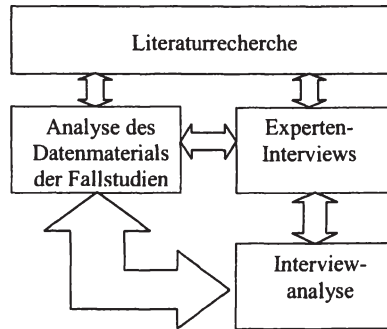 Literaturrecherche
Analyse des
Datenmaterials
der Fallstudien
Experten-
Interviews
Interview-
analyse